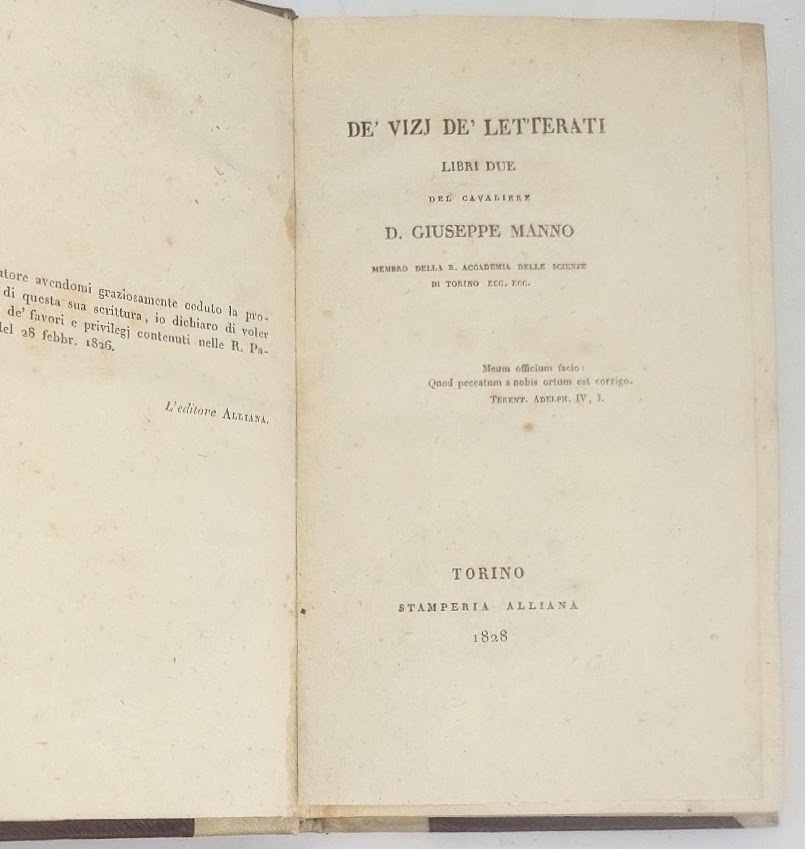 utore avendomi graziosamente ceduto la pro-
di questa sua scrittura, io dichiaro di voler
de' favori e privilegj contenuti nelle R. Pa-
del 28 febbr. 1826.
L'editore ALLIANA.
DE' VIZJ DE' LETTERATI
LIBRI DUE
DEL CAVALIERE
D. GIUSEPPE MANNO
MEMBRO DELLA R. ACCADEMIA DELLE SCIENZE
DI TORINO ECC. ECC.
Meum officium facio:
Quod peccatum a nobis ortum est corrigo.
TERENT. ADELPH. IV, 3.
TORINO
STAMPERIA ALLIANA
1828